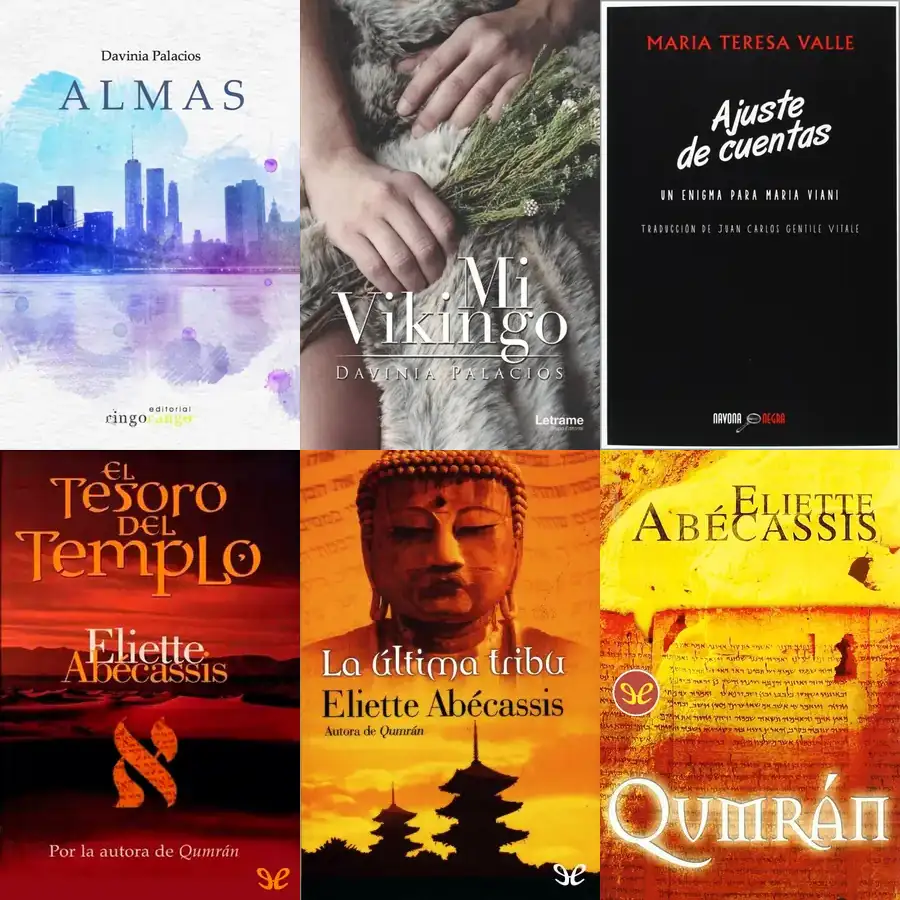 Davinia Palacios
ALMAS
editorial
ringorango
Mi
Vikingo
DAVINIA PALACIOS
Letrame
MARIA TERESA VALLE
Ajuste
de cuentas
UN ENIGMA PARA MARIA VIANI
TRADUCCIÓN DE JUAN CARLOS GENTILE VITALE
NAVONA NEGRA
EL
TESORO
DEL
TEMPLO
Eliette
Abécassis
א
Por la autora de Qumrán
La última tribu
Eliette Abécassis
Autora de Qumrán
ELIETTE
ABÉCASSIS
QUMRÁN